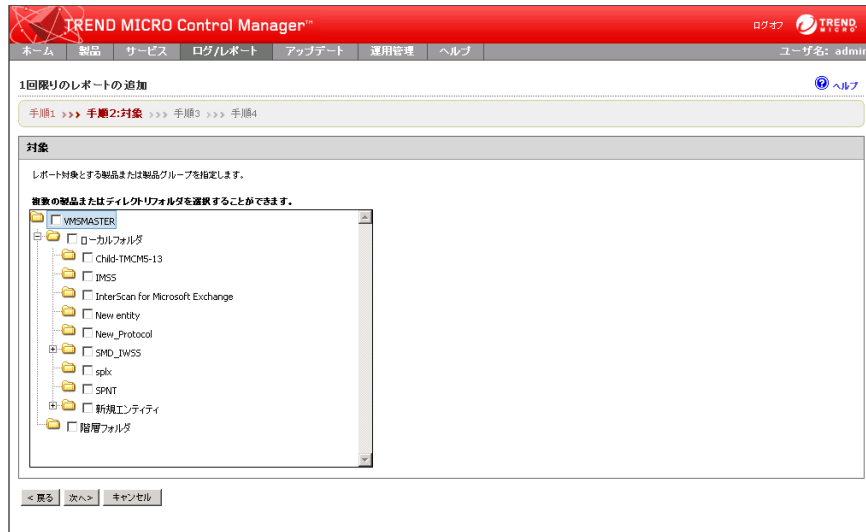 TREND MICRO Control Manager™
ログオフ
TREND MICRO
ホーム 製品 サービス ログ/レポート アップデート 運用管理 ヘルプ ユーザ名: admin
1回限りのレポートの追加 ヘルプ
手順1 >>> 手順2:対象 >>> 手順3 >>> 手順4
対象
レポート対象とする製品または製品グループを指定します。
複数の製品またはディレクトリフォルダを選択することができます。
VMSMASTER
ローカルフォルダ
Child-TMCM5-13
IMSS
InterScan for Microsoft Exchange
New entity
New_Protocol
SMD_IWSS
splx
SPNT
新規エンティティ
階層フォルダ
< 戻る 次へ> キャンセル